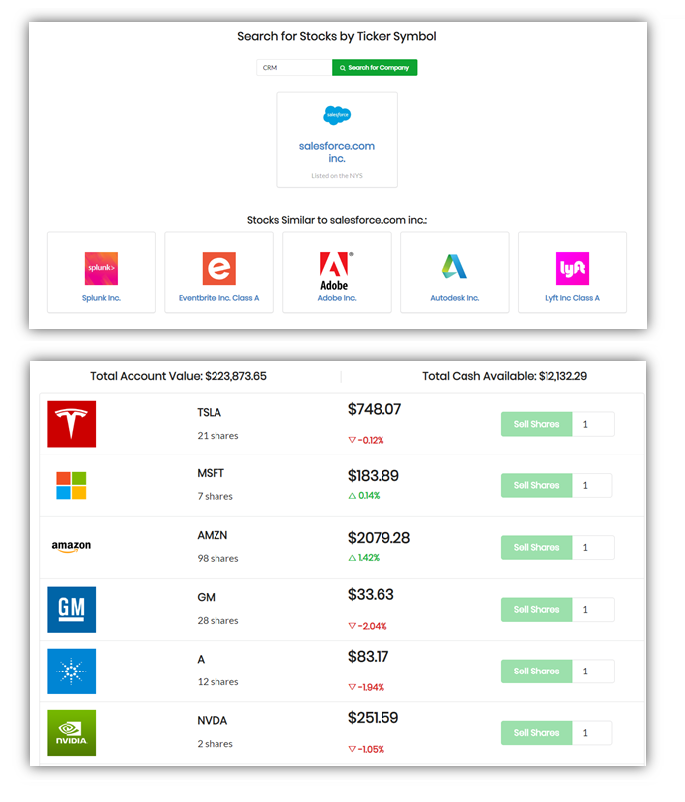 Search for Stocks by Ticker Symbol
CRM Search for Company
salesforce
salesforce.com
inc.
Listed on the NYS
Stocks Similar to salesforce.com inc.:
splunk>
Splunk Inc.
e
Eventbrite Inc. Class A
Adobe
Adobe Inc.
Autodesk Inc.
lyft
Lyft Inc Class A
Total Account Value: $223,873.65 Total Cash Available: $12,132.29
TSLA $748.07
21 shares -0.12% Sell Shares 1
MSFT $183.89
7 shares 0.14% Sell Shares 1
amazon
AMZN $2079.28
98 shares 1.42% Sell Shares 1
GM
GM $33.63
28 shares -2.04% Sell Shares 1
A $83.17
12 shares -1.94% Sell Shares 1
NVIDIA
NVDA $251.59
2 shares -1.05% Sell Shares 1